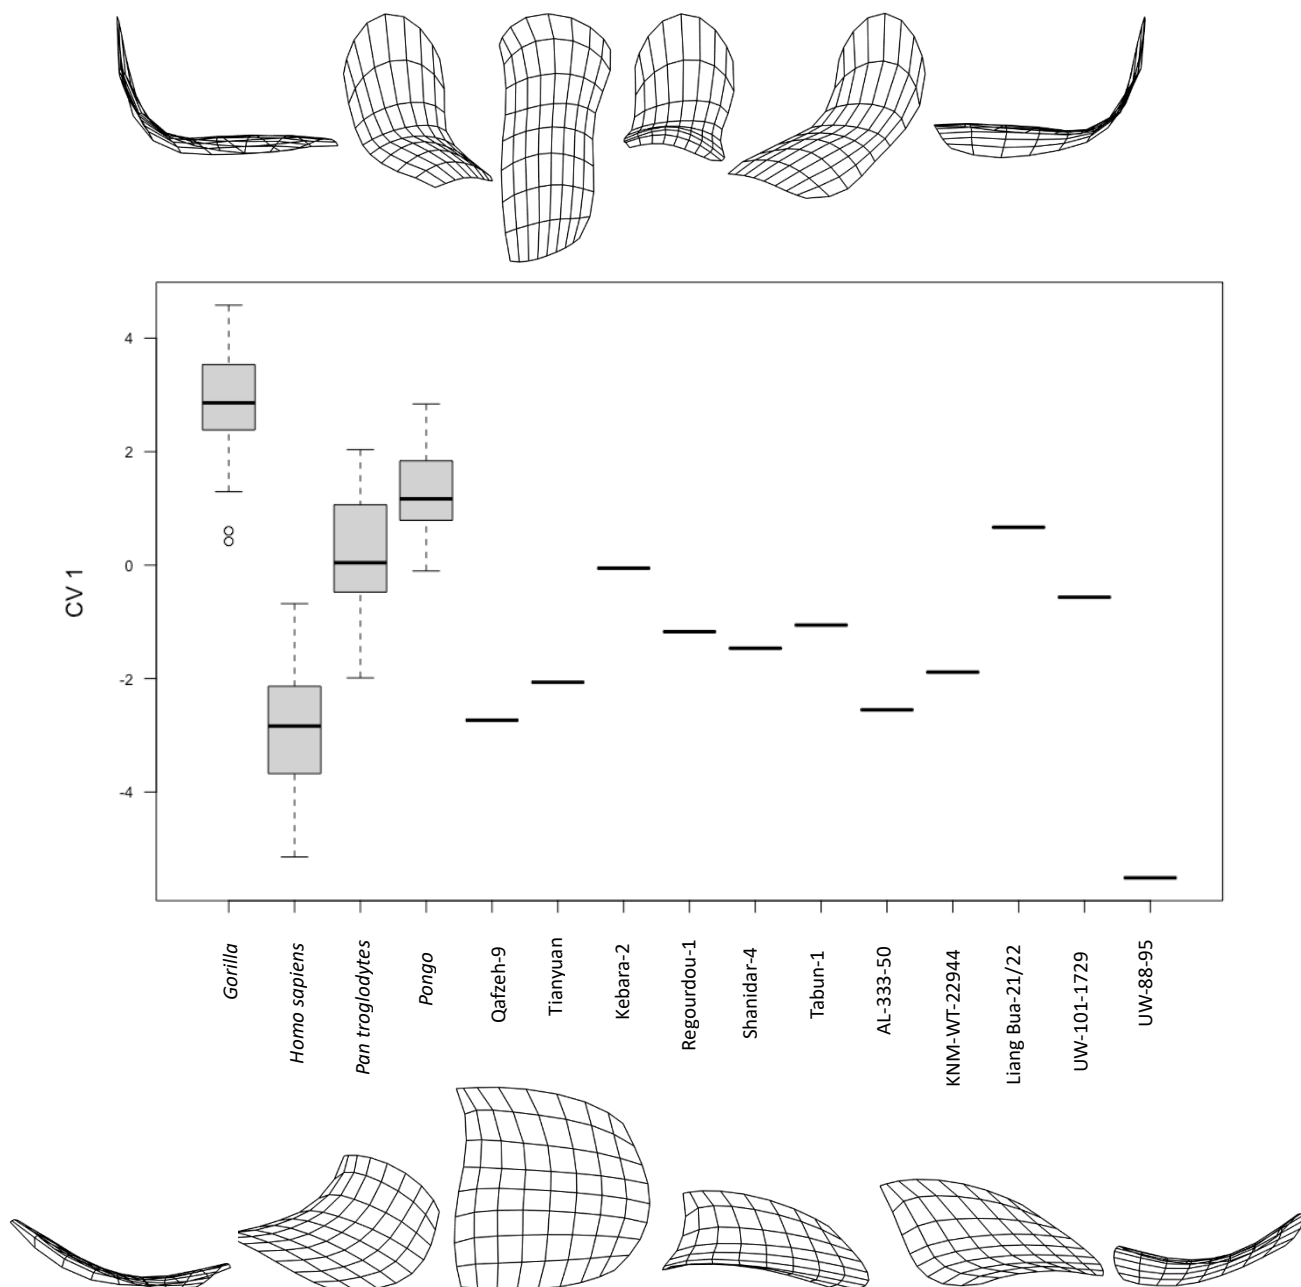 4
2
0
-2
-4
CV 1
Gorilla
Homo sapiens
Pan troglodytes
Pongo
Qafzeh-9
Tianyuan
Kebara-2
Regourdou-1
Shanidar-4
Tabun-1
AL-333-50
KNM-WT-22944
Liang Bua-21/22
UW-101-1729
UW-88-95